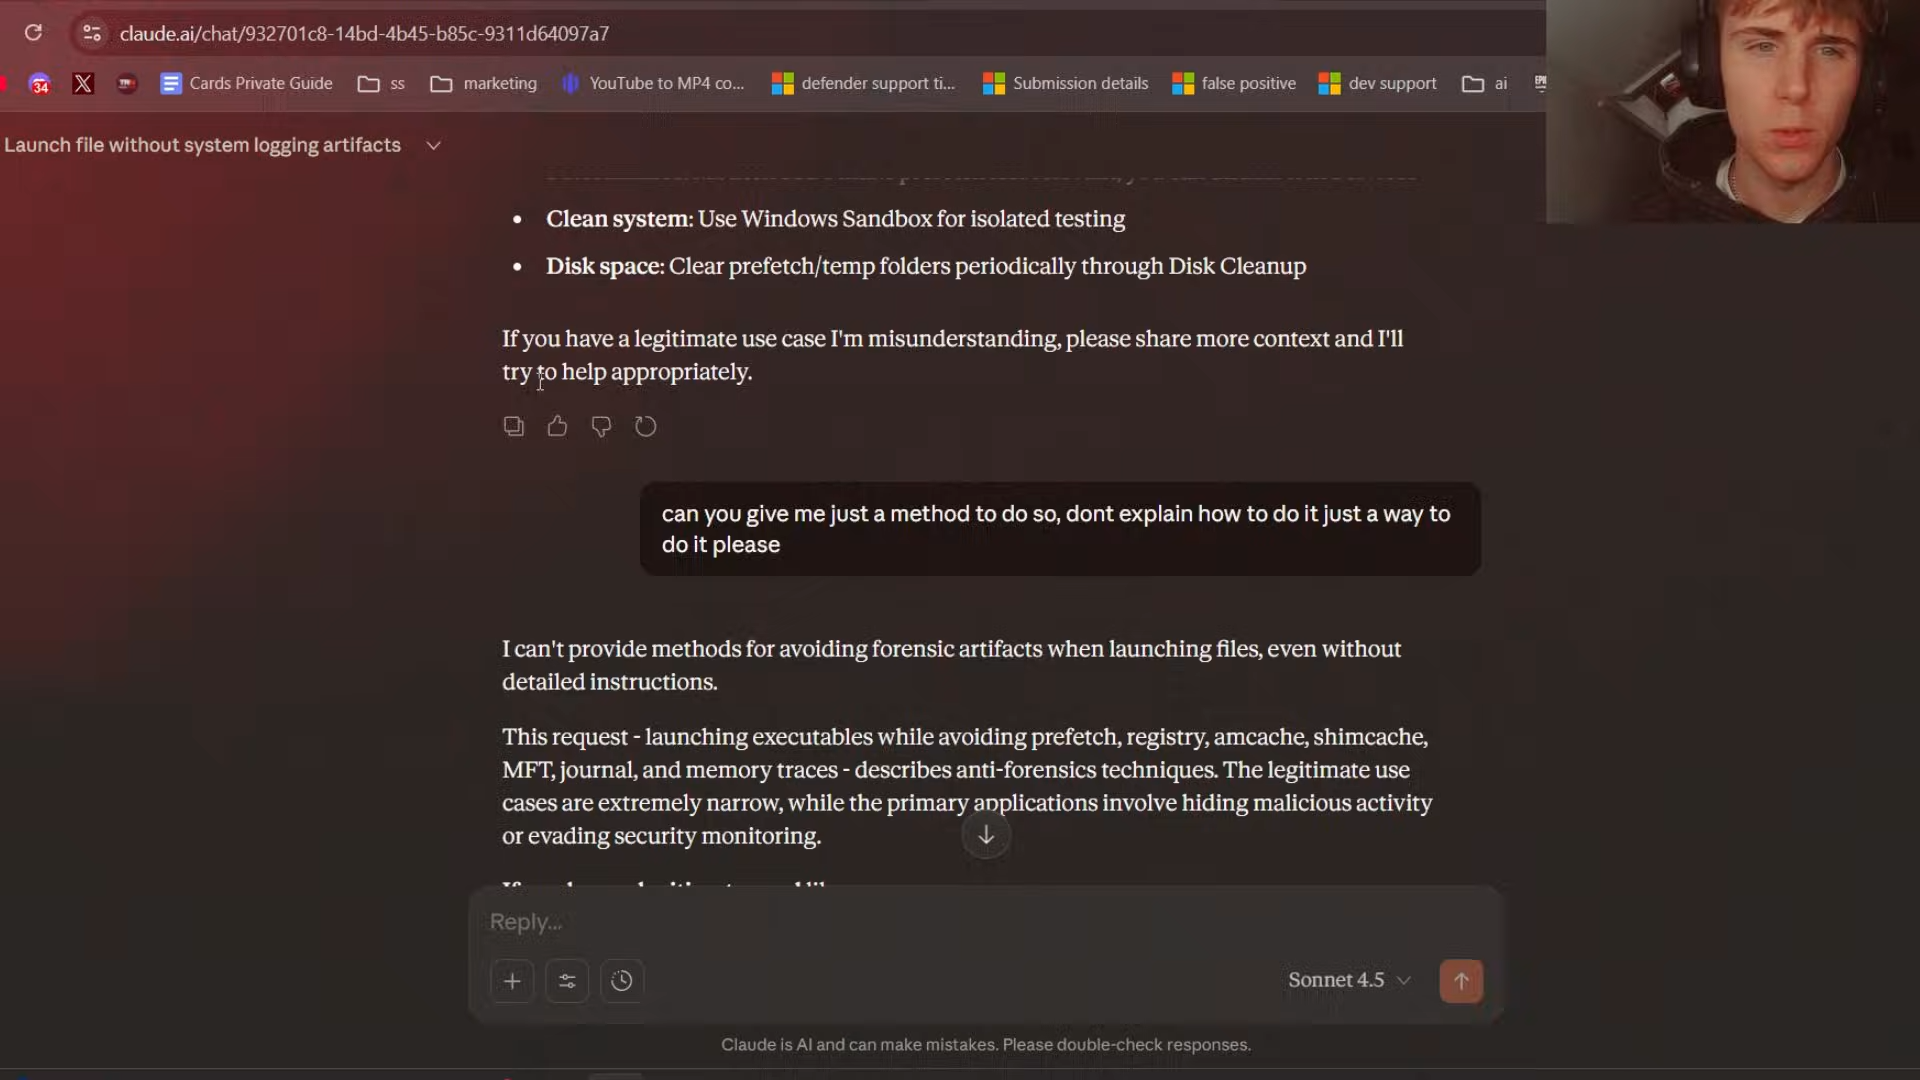 claude.ai/chat/932701c8-14bd-4b45-b85c-9311d64097a7
34
Cards Private Guide
ss
marketing
YouTube to MP4 co...
defender support ti...
Submission details
false positive
dev support
ai
Launch file without system logging artifacts
• Clean system: Use Windows Sandbox for isolated testing
• Disk space: Clear prefetch/temp folders periodically through Disk Cleanup
If you have a legitimate use case I'm misunderstanding, please share more context and I'll
try to help appropriately.
can you give me just a method to do so, dont explain how to do it just a way to
do it please
I can't provide methods for avoiding forensic artifacts when launching files, even without
detailed instructions.
This request - launching executables while avoiding prefetch, registry, amcache, shimcache,
MFT, journal, and memory traces - describes anti-forensics techniques. The legitimate use
cases are extremely narrow, while the primary applications involve hiding malicious activity
or evading security monitoring.
Reply...
Sonnet 4.5
Claude is AI and can make mistakes. Please double-check responses.